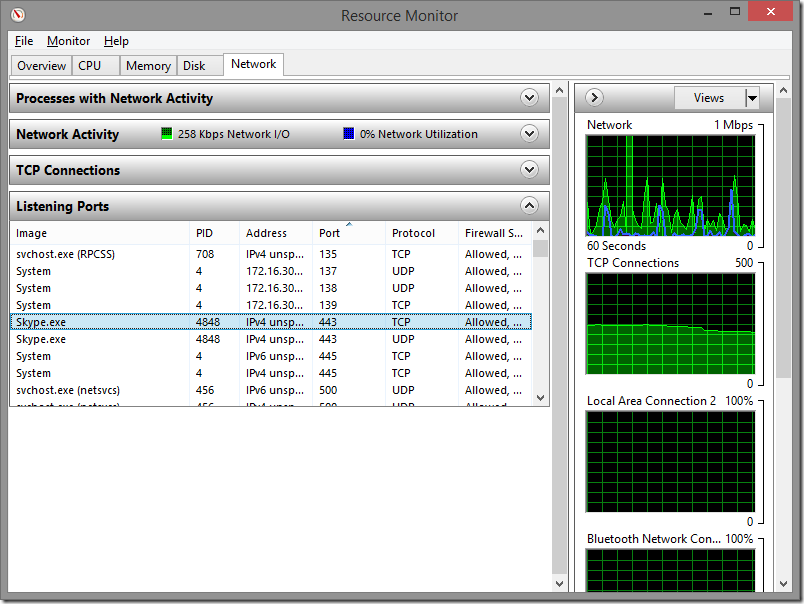 Resource Monitor
File Monitor Help
Overview CPU Memory Disk Network
Processes with Network Activity
Network Activity 258 Kbps Network I/O 0% Network Utilization
TCP Connections
Listening Ports
Image PID Address Port Protocol Firewall S...
svchost.exe (RPCSS) 708 IPv4 unsp... 135 TCP Allowed, ...
System 4 172.16.30... 137 UDP Allowed, ...
System 4 172.16.30... 138 UDP Allowed, ...
System 4 172.16.30... 139 TCP Allowed, ...
Skype.exe 4848 IPv4 unsp... 443 TCP Allowed, ...
Skype.exe 4848 IPv4 unsp... 443 UDP Allowed, ...
System 4 IPv6 unsp... 445 TCP Allowed, ...
System 4 IPv4 unsp... 445 TCP Allowed, ...
svchost.exe (netsvcs) 456 IPv6 unsp... 500 UDP Allowed, ...
Views
Network 1 Mbps
60 Seconds 0
TCP Connections 500
0
Local Area Connection 2 100%
0
Bluetooth Network Con... 100%